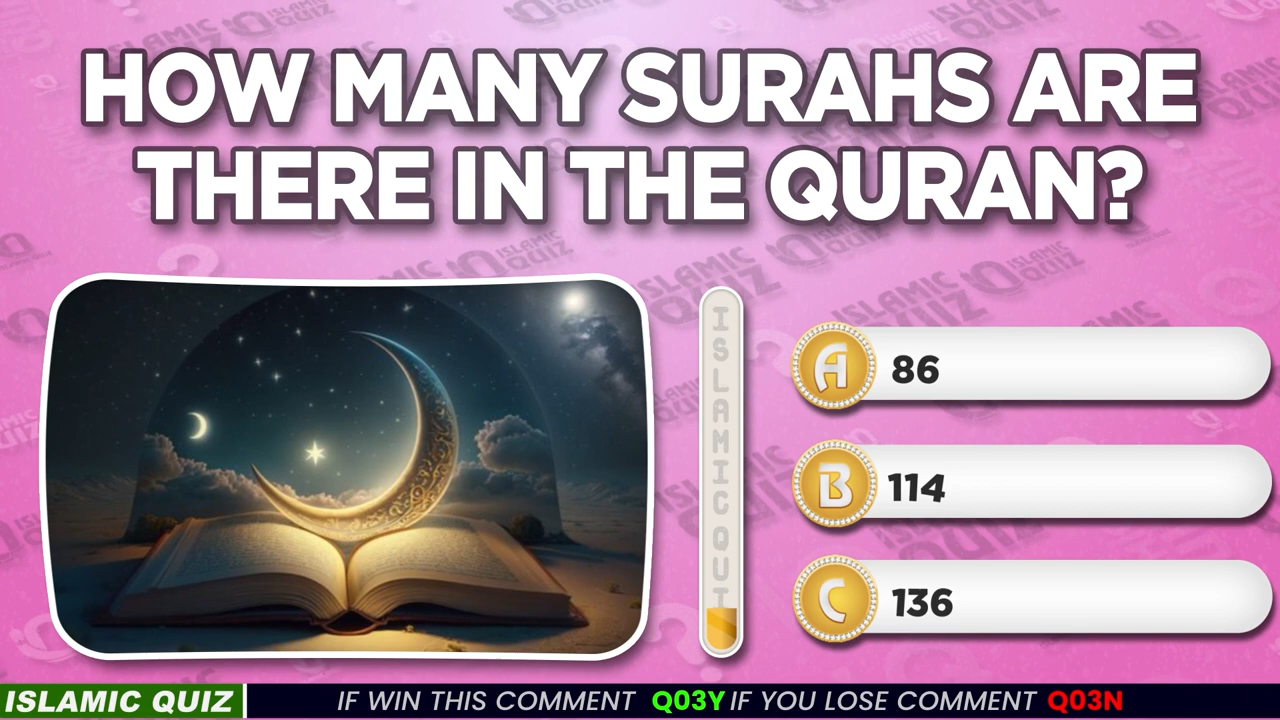 HOW MANY SURAHS ARE
THERE IN THE QURAN?
ISLAMIC QUI
A 86
B 114
C 136
ISLAMIC QUIZ IF WIN THIS COMMENT Q03Y IF YOU LOSE COMMENT Q03N